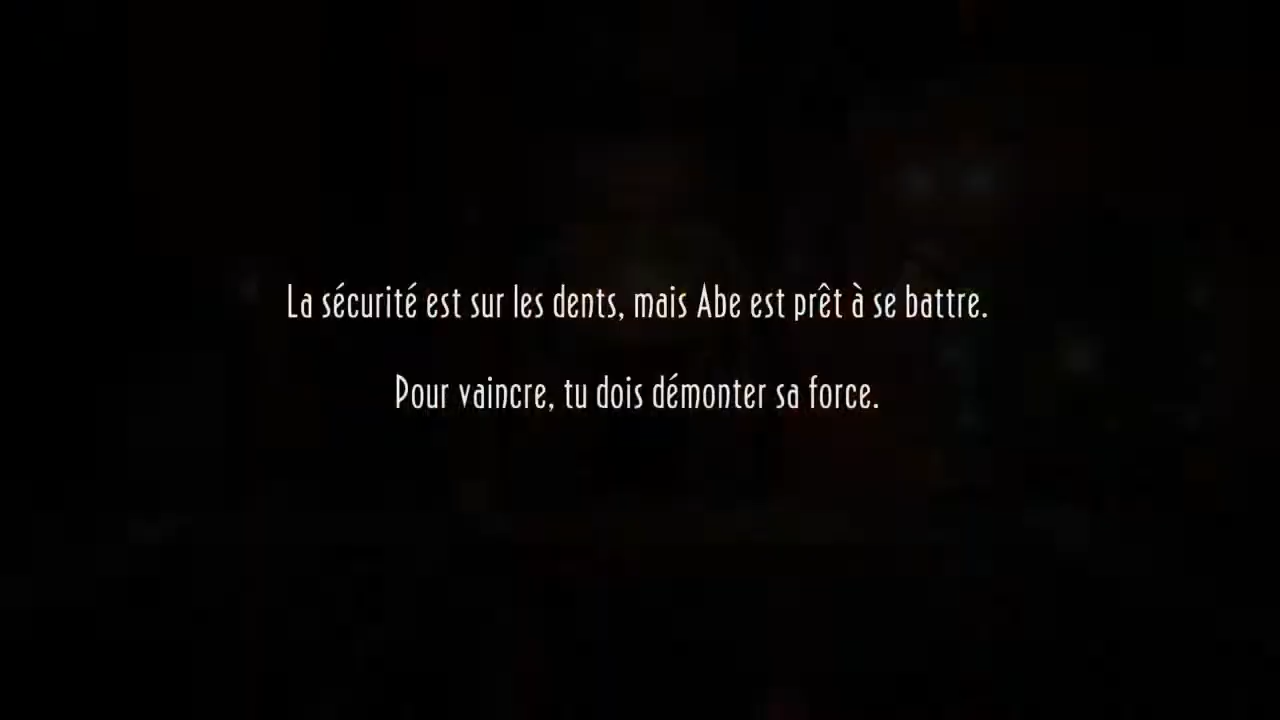 La sécurité est sur les dents, mais Abe est prêt à se battre.
Pour vaincre, tu dois démonter sa force.